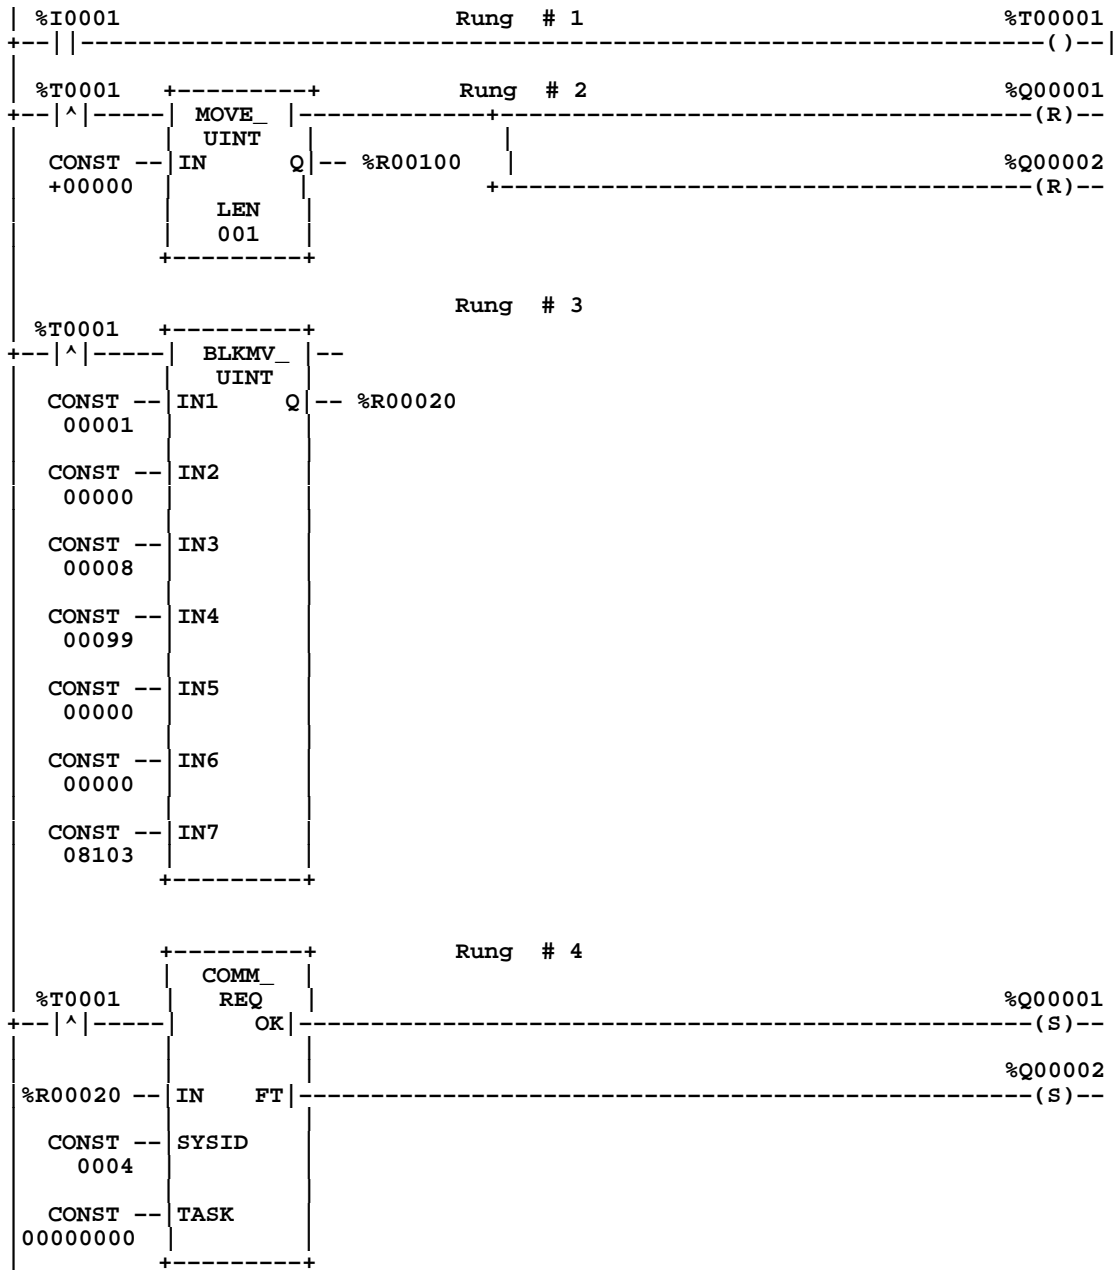 %I0001 Rung # 1 %T00001
( )
%T0001 Rung # 2 %Q00001
^ MOVE_ (R)
UINT
CONST IN Q %R00100 %Q00002
+00000 (R)
LEN
001
Rung # 3
%T0001
^ BLKMV_
UINT
CONST IN1 Q %R00020
00001
CONST IN2
00000
CONST IN3
00008
CONST IN4
00099
CONST IN5
00000
CONST IN6
00000
CONST IN7
08103
Rung # 4
COMM_
%T0001 REQ %Q00001
^ OK (S)
%Q00002
%R00020 IN FT (S)
CONST SYSID
0004
CONST TASK
00000000